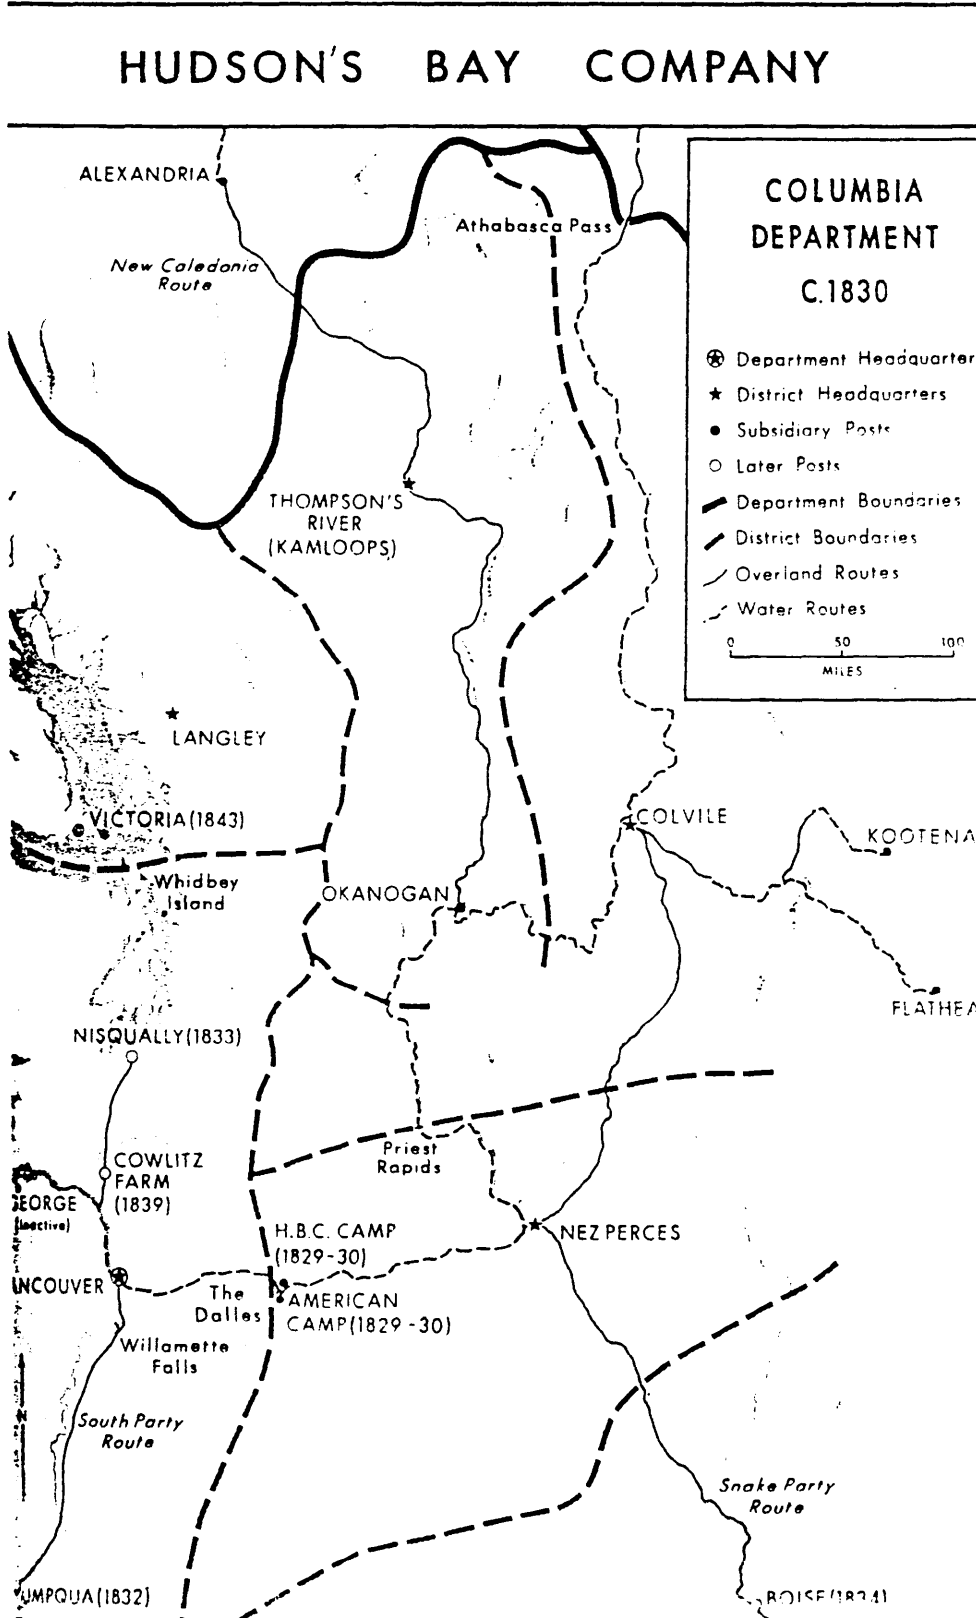 HUDSON'S BAY COMPANY
COLUMBIA
DEPARTMENT
C.1830
Department Headquarter
District Headquarters
Subsidiary Posts
Later Posts
Department Boundaries
District Boundaries
Overland Routes
Water Routes
0 50 100
MILES
ALEXANDRIA
Athabasca Pass
New Caledonia
Route
THOMPSON'S
RIVER
(KAMLOOPS)
LANGLEY
VICTORIA (1843)
COLVILE
KOOTENA
Whidbey
Island
OKANOGAN
FLATHEA
NISQUALLY (1833)
Priest
Rapids
COWLITZ
FARM
(1839)
EORGE
(Inactive)
H.B.C. CAMP
(1829-30)
NEZ PERCES
NCOUVER
The
Dalles
AMERICAN
CAMP (1829-30)
Willamette
Falls
N
South Party
Route
Snake Party
Route
UMPQUA (1832)
BOISE (1834)